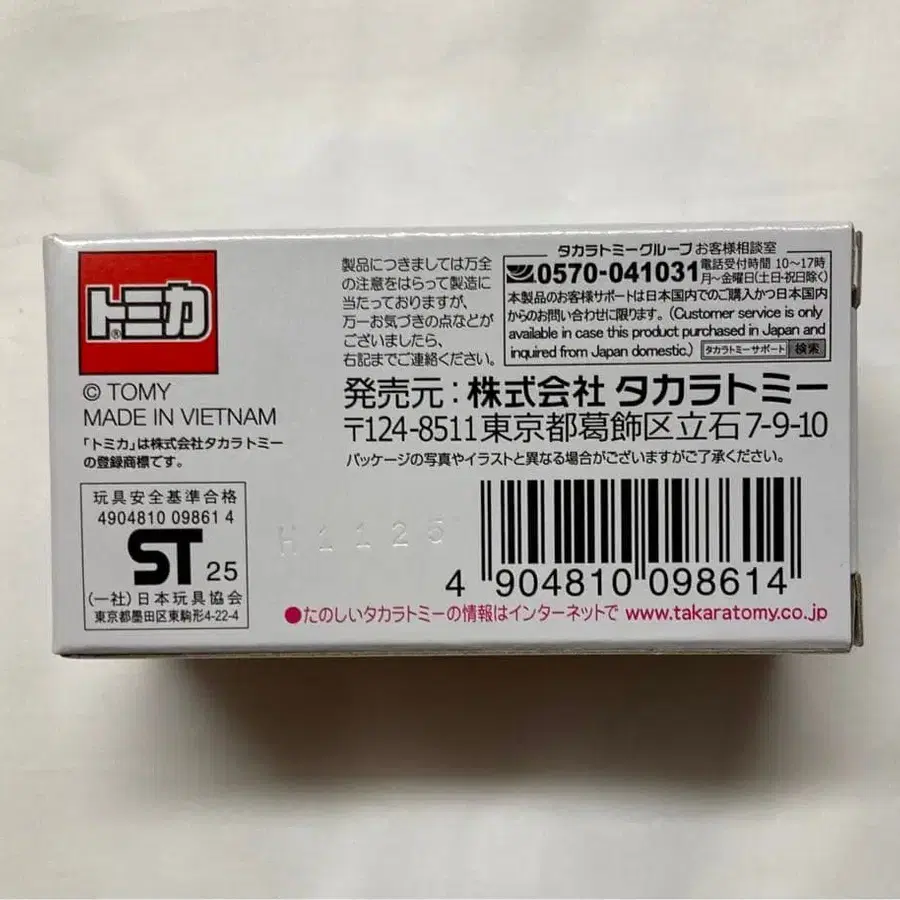 トミカ
®
© TOMY
MADE IN VIETNAM
「トミカ」は株式会社タカラトミー
の登録商標です。
玩具安全基準合格
4904810 09861 4
ST 25
(一社)日本玩具協会
東京都墨田区東駒形4-22-4
製品につきましては万全
の注意をはらって製造に
当たっておりますが、
万一お気づきの点などが
ございましたら、
右記までご連絡ください。
タカラトミーグループ お客様相談室
0570-041031 電話受付時間 10〜17時
月〜金曜日(土日・祝日除く)
本製品のお客様サポートは日本国内でのご購入かつ日本国内
からのお問い合わせに限ります。(Customer service is only
available in case this product purchased in Japan and
inquired from Japan domestic.) タカラトミーサポート 検索
発売元:株式会社 タカラトミー
〒124-8511 東京都葛飾区立石7-9-10
パッケージの写真やイラストと異なる場合がございますがご了承ください。
H1125
4 904810 098614
●たのしいタカラトミーの情報はインターネットで www.takaratomy.co.jp